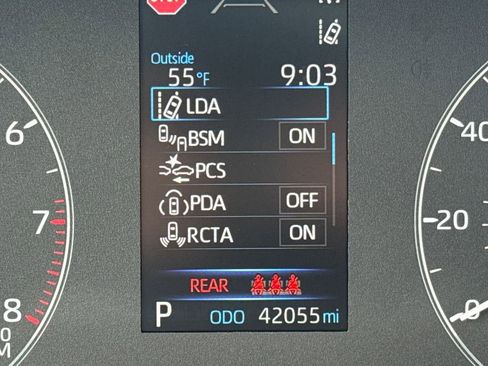 Outside
55°F 9:03
LDA
BSM ON
PCS
PDA OFF
RCTA ON
REAR
P ODO 42055 mi
6
7
8
40
20
0